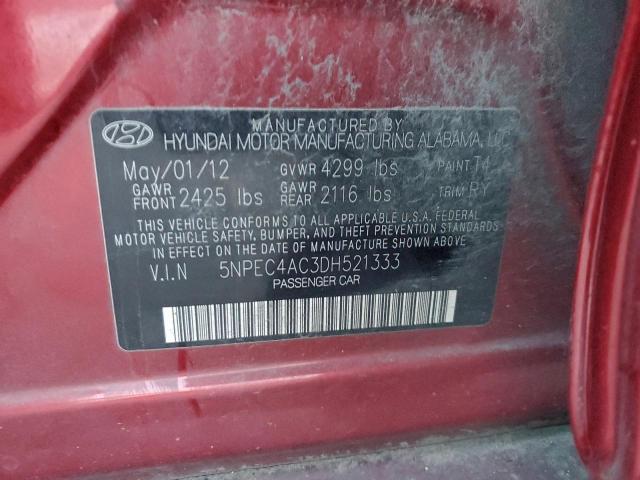 MANUFACTURED BY
HYUNDAI MOTOR MANUFACTURING ALABAMA, LLC
May/01/12 GVWR 4299 lbs PAINT T4
GAWR FRONT 2425 lbs GAWR REAR 2116 lbs TRIM RY
THIS VEHICLE CONFORMS TO ALL APPLICABLE U.S.A. FEDERAL
MOTOR VEHICLE SAFETY, BUMPER, AND THEFT PREVENTION STANDARDS
IN EFFECT ON THE DATE OF MANUFACTURE SHOWN ABOVE.
V.I.N 5NPEC4AC3DH521333
PASSENGER CAR